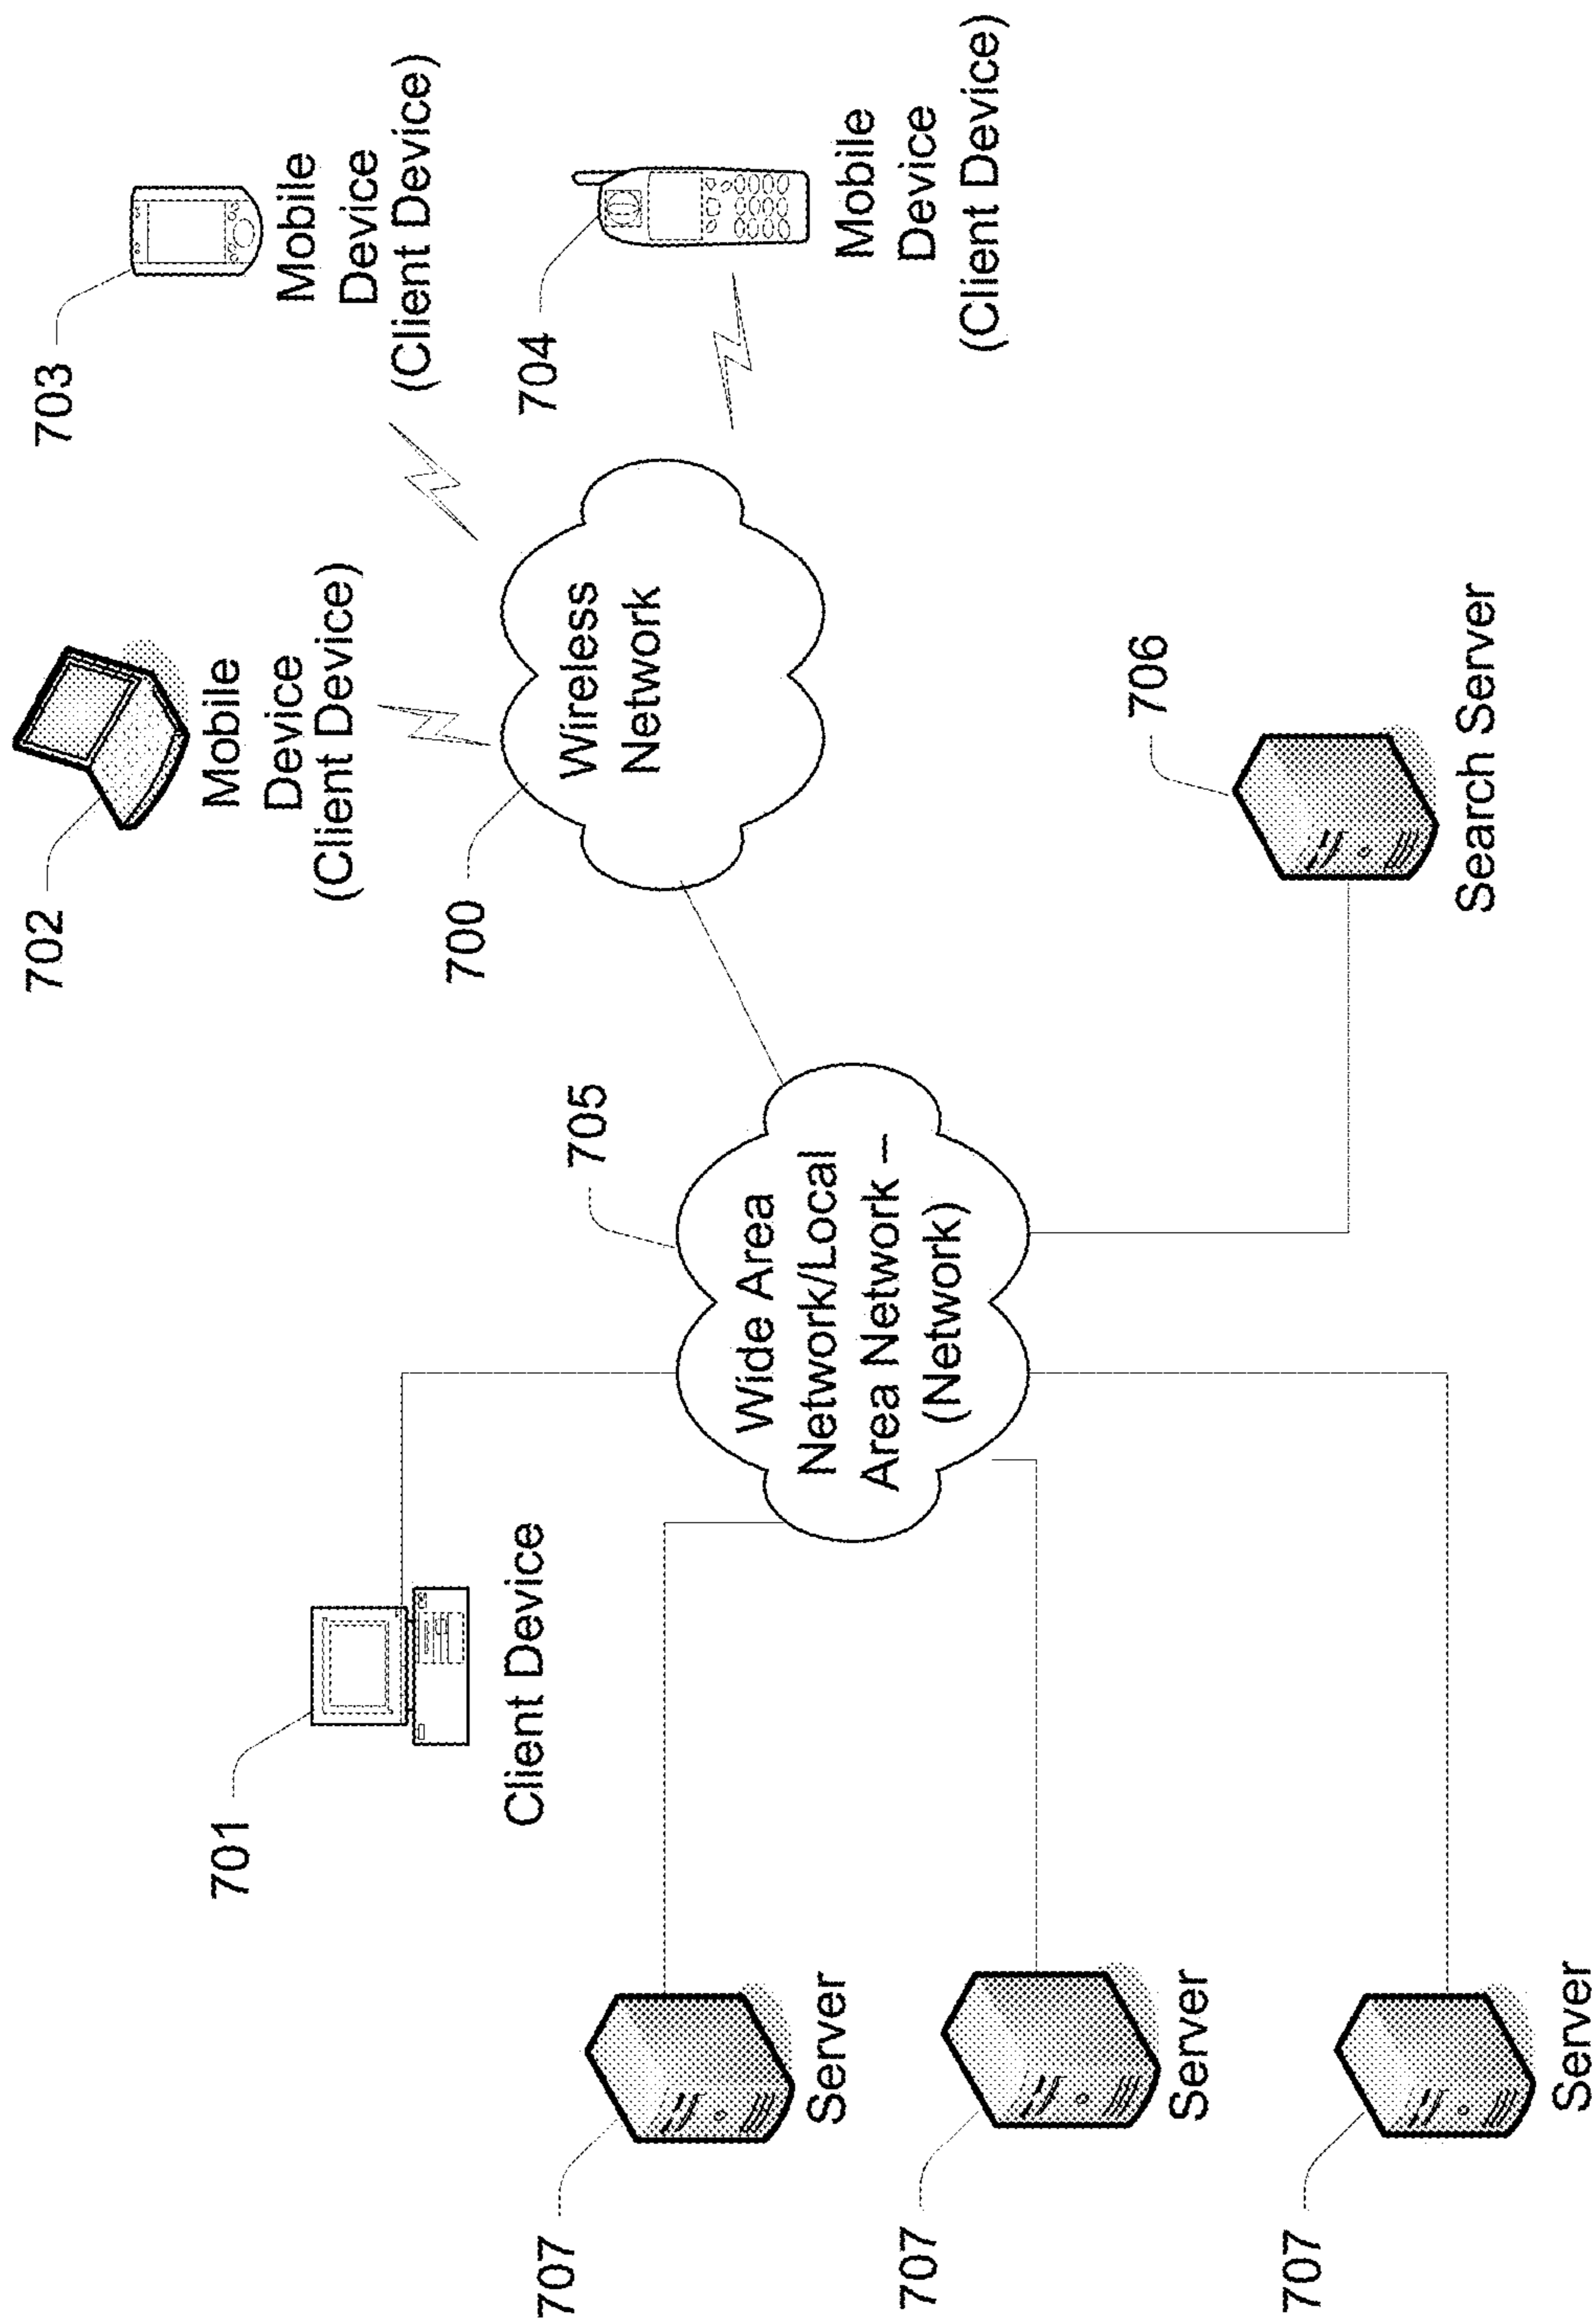 702
Mobile
Device
(Client Device)
703
Mobile
Device
(Client Device)
704
Mobile
Device
(Client Device)
700
Wireless
Network
701
Client Device
705
Wide Area
Network/Local
Area Network –
(Network)
706
Search Server
707
Server
707
Server
707
Server